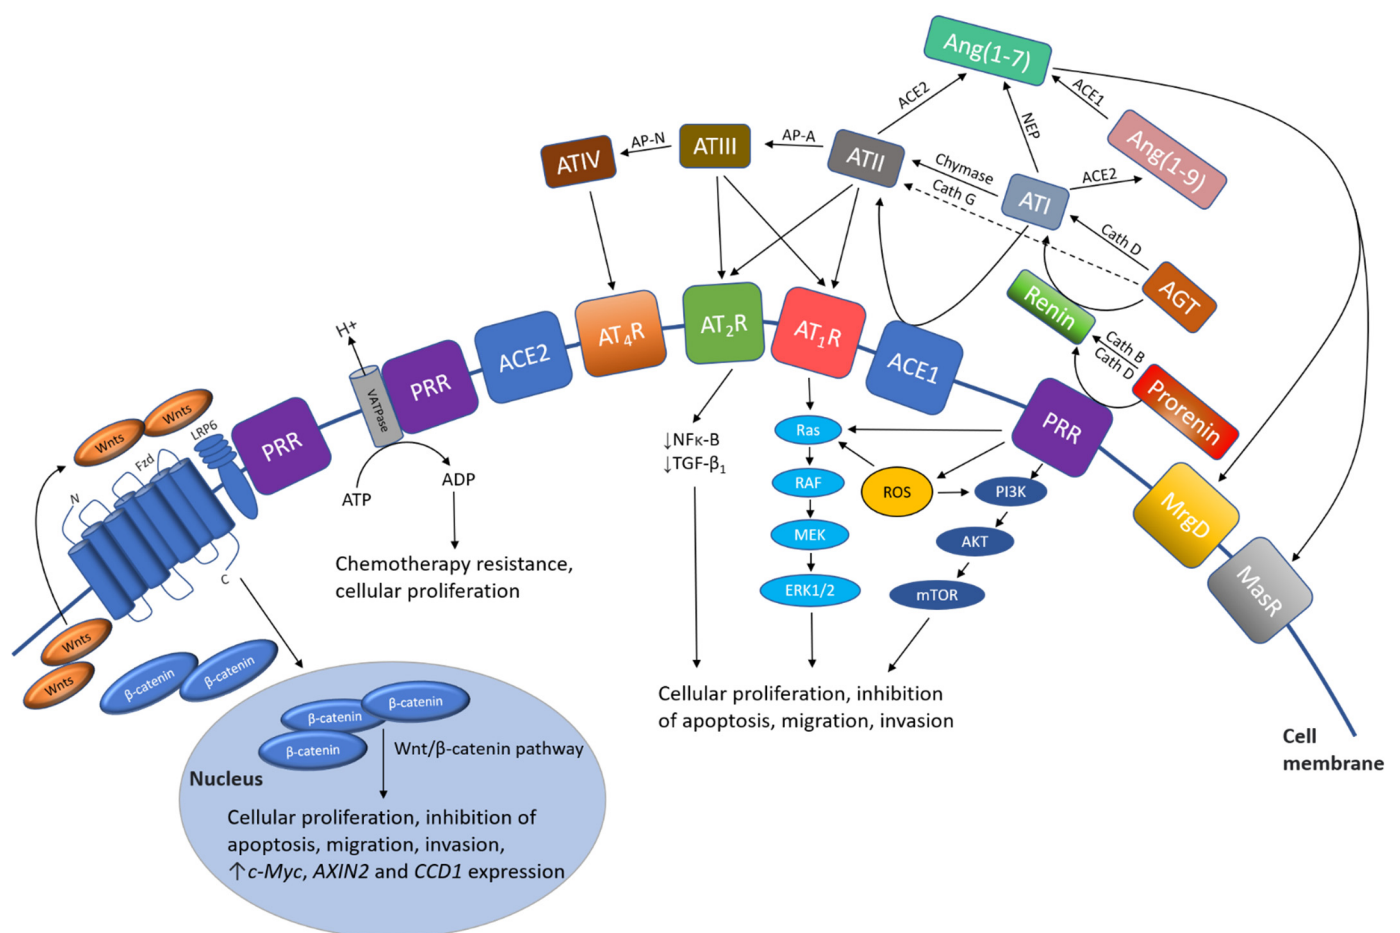 Ang(1-7)
ACE2
ACE1
NEP
Ang(1-9)
AP-N
ATIII
AP-A
ATII
ATIV
Chymase
Cath G
ACE2
ATI
Cath D
AGT
Renin
Cath B
Cath D
Prorenin
H+
VATPase
PRR
ACE2
AT4R
AT2R
AT1R
ACE1
PRR
MrgD
MasR
Wnts
Wnts
LRP6
PRR
Fzd
N
C
ATP
ADP
Chemotherapy resistance,
cellular proliferation
↓NFκ-B
↓TGF-β1
Ras
RAF
MEK
ERK1/2
ROS
PI3K
AKT
mTOR
Cellular proliferation, inhibition
of apoptosis, migration, invasion
Wnts
Wnts
β-catenin
β-catenin
β-catenin
β-catenin
β-catenin
Wnt/β-catenin pathway
Nucleus
Cellular proliferation, inhibition of
apoptosis, migration, invasion,
↑c-Myc, AXIN2 and CCD1 expression
Cell
membrane